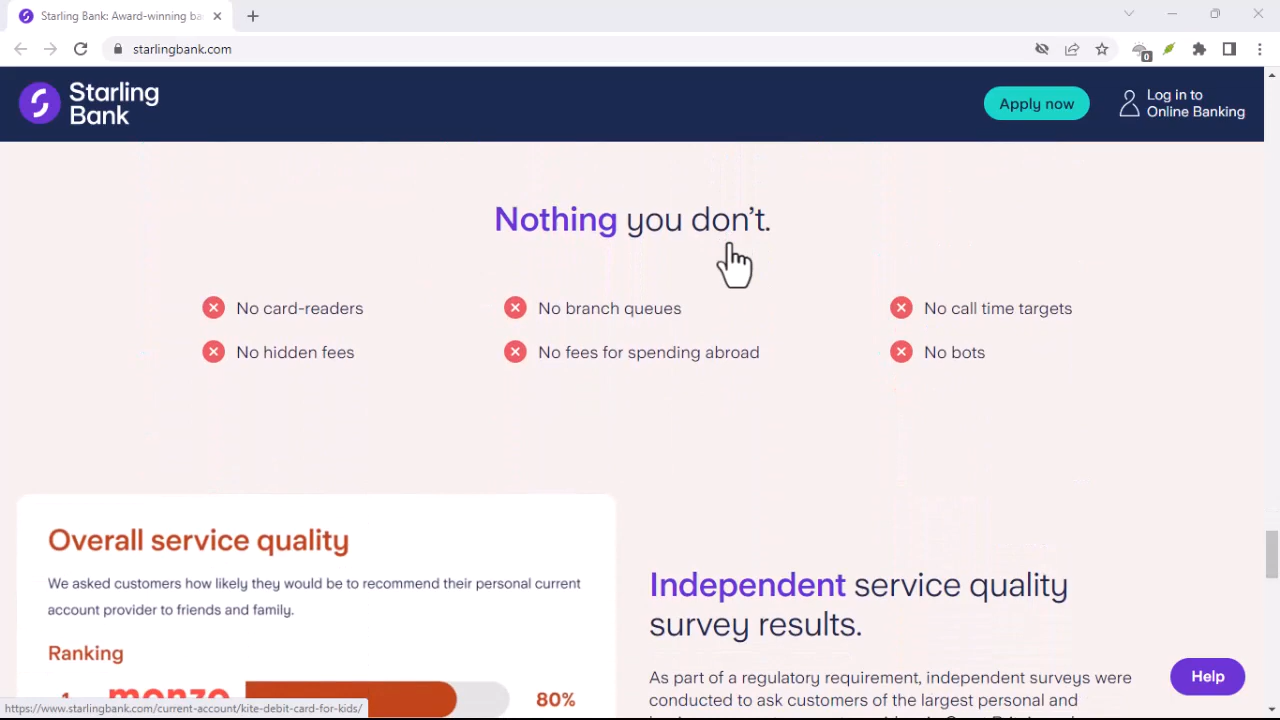 Starling Bank: Award-winning ba
starlingbank.com
0
Starling
Bank
Apply now
Log in to
Online Banking
Nothing you don't.
No card-readers
No branch queues
No call time targets
No hidden fees
No fees for spending abroad
No bots
Overall service quality
We asked customers how likely they would be to recommend their personal current
account provider to friends and family.
Ranking
1 monzo 80%
Independent service quality
survey results.
As part of a regulatory requirement, independent surveys were
conducted to ask customers of the largest personal and
Help
https://www.starlingbank.com/current-account/kite-debit-card-for-kids/